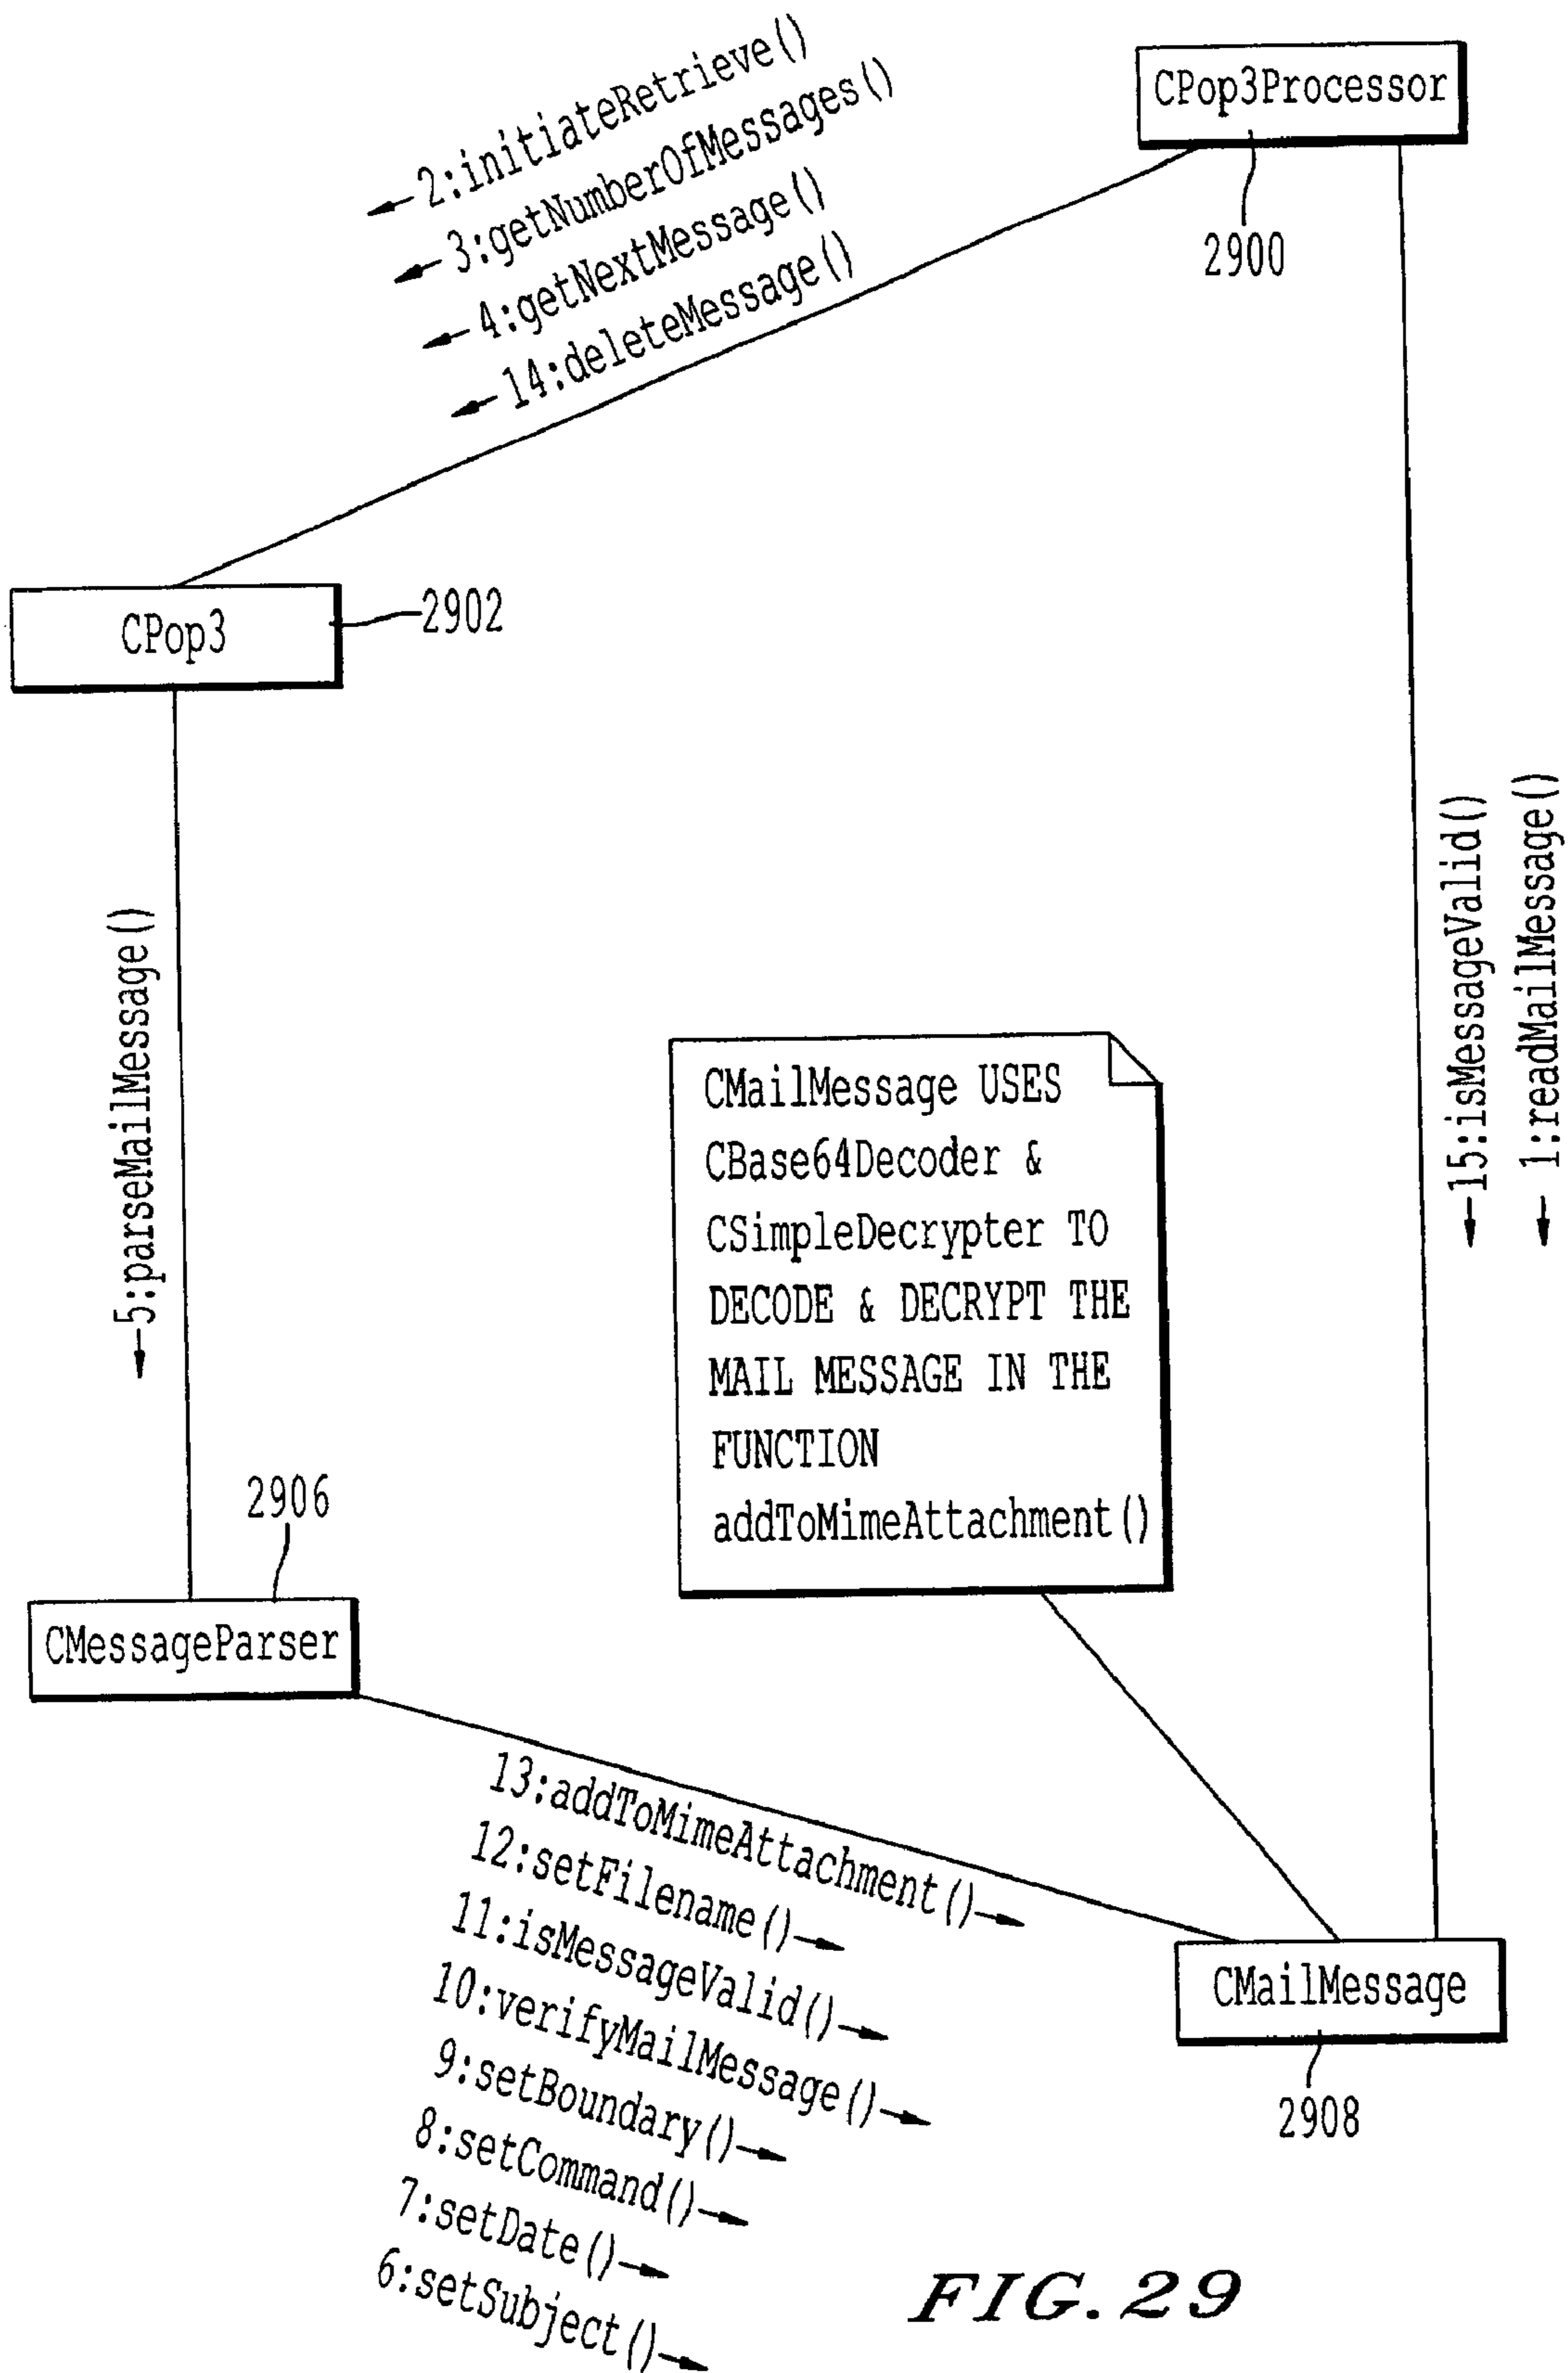 CPop3Processor
2900
2:initiateRetrieve()
3:getNumberOfMessages()
4:getNextMessage()
14:deleteMessage()
CPop3
2902
15:isMessageValid()
1:readMailMessage()
5:parseMailMessage()
CMailMessage USES
CBase64Decoder &
CSimpleDecrypter TO
DECODE & DECRYPT THE
MAIL MESSAGE IN THE
FUNCTION
addToMimeAttachment()
2906
CMessageParser
13:addToMimeAttachment()
12:setFilename()
11:isMessageValid()
10:verifyMailMessage()
9:setBoundary()
8:setCommand()
7:setDate()
6:setSubject()
CMailMessage
2908
FIG. 29